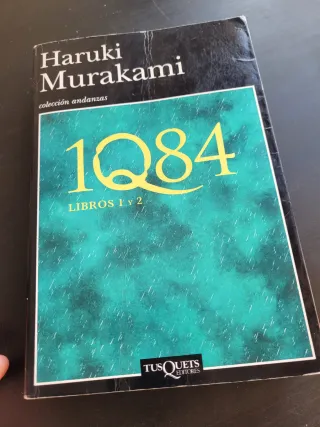 Haruki
Murakami
colección andanzas
1Q84
LIBROS 1 y 2
TUSQUETS
EDITORES